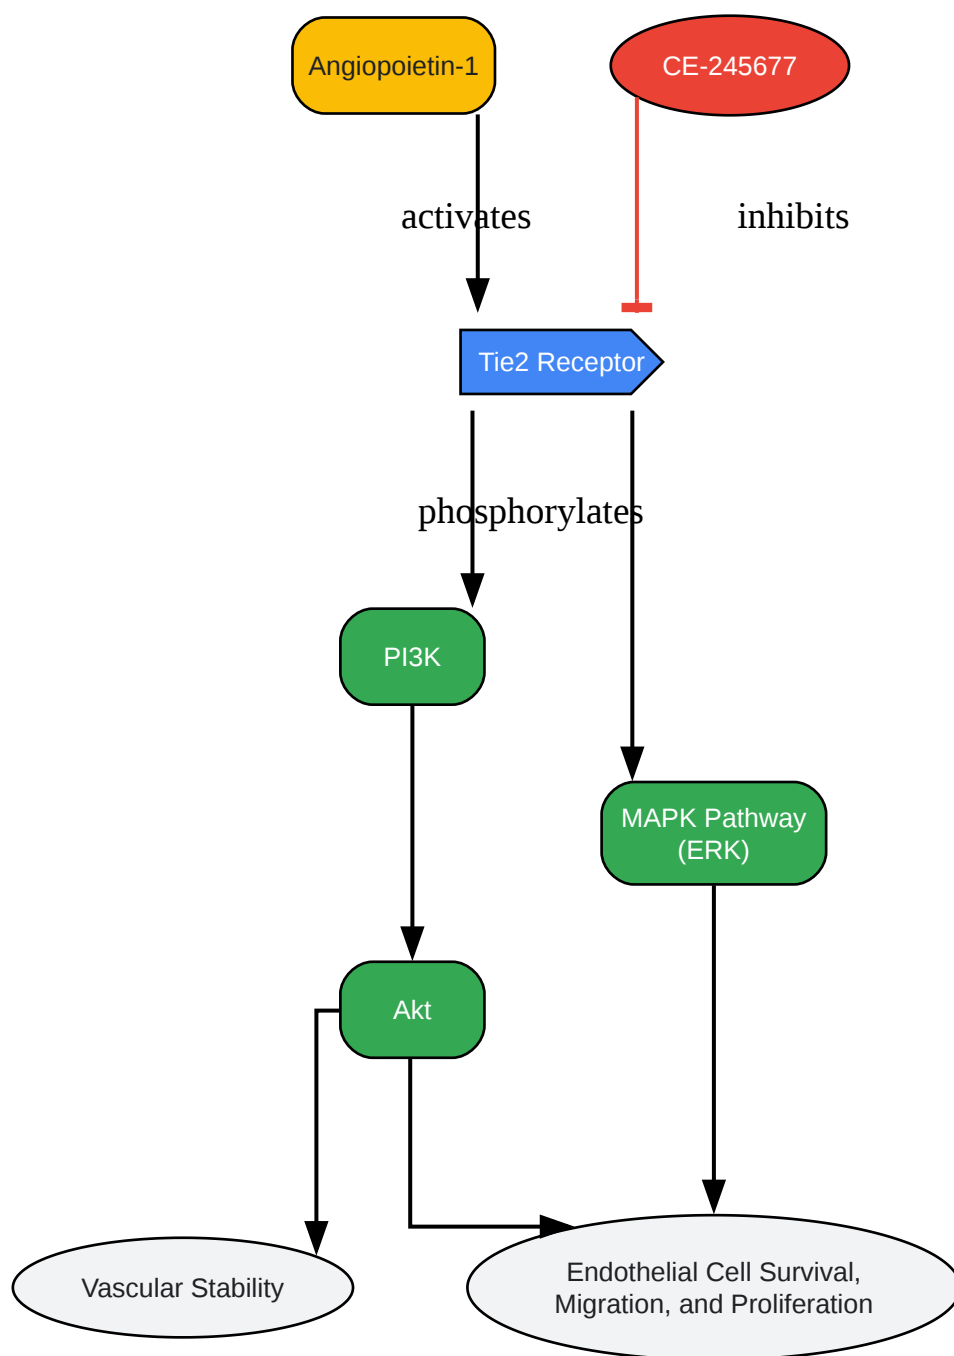 Angiopoietin-1
CE-245677
activates
inhibits
Tie2 Receptor
phosphorylates
PI3K
MAPK Pathway
(ERK)
Akt
Vascular Stability
Endothelial Cell Survival,
Migration, and Proliferation